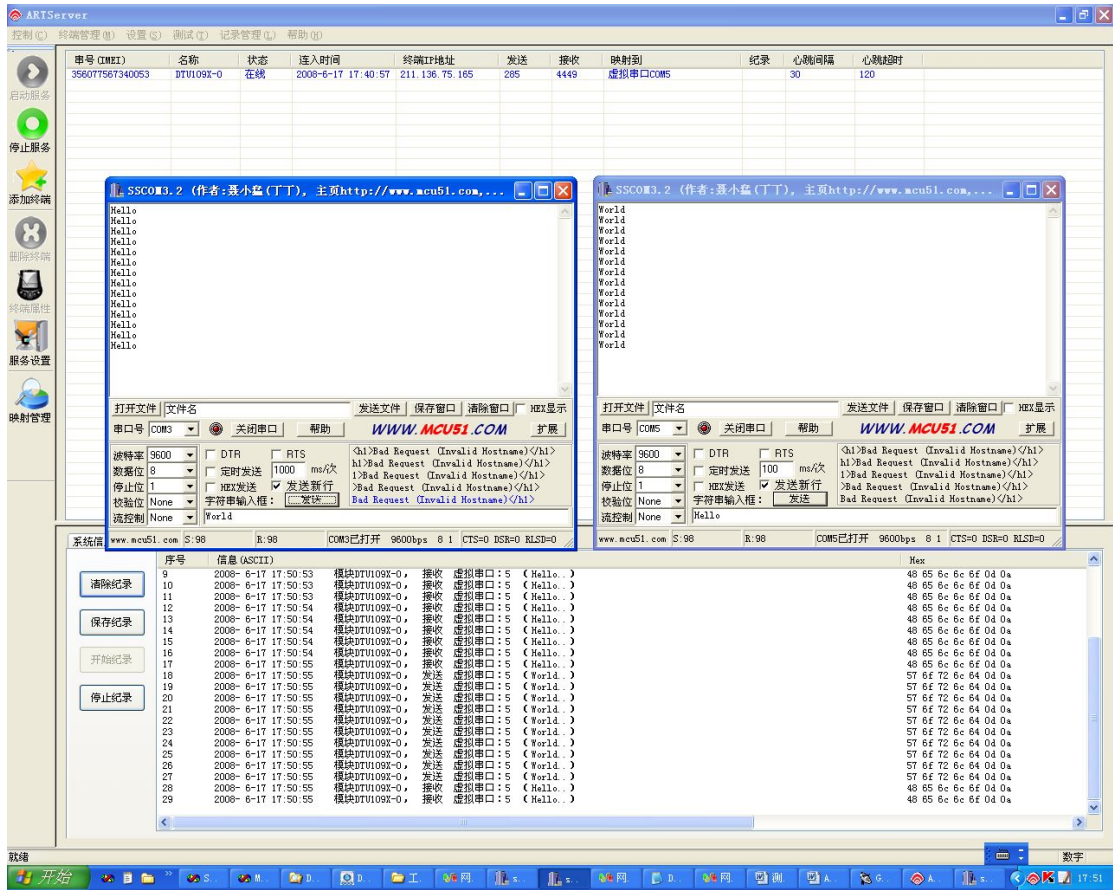 ARTServer
控制(C) 终端管理(M) 设置(S) 测试(T) 记录管理(L) 帮助(H)
串号(IMEI) 名称 状态 连入时间 终端IP地址 发送 接收 映射到 纪录 心跳间隔 心跳超时
356077567340053 DTU109X-0 在线 2008-6-17 17:40:57 211.136.75.165 285 4449 虚拟串口COM5 30 120
启动服务
停止服务
添加终端
删除终端
终端属性
服务设置
映射管理
SSCOM3.2 (作者:聂小猛(丁丁), 主页http://www.mcu51.com,...
Hello
Hello
Hello
Hello
Hello
Hello
Hello
Hello
Hello
Hello
Hello
Hello
Hello
Hello
打开文件 文件名 发送文件 保存窗口 清除窗口 HEX显示
串口号 COM3 关闭串口 帮助 WWW.MCU51.COM 扩展
波特率 9600 DTR RTS
数据位 8 定时发送 1000 ms/次
停止位 1 HEX发送 发送新行
校验位 None 字符串输入框: 发送
流控制 None World
<h1>Bad Request (Invalid Hostname)</h1>
h1>Bad Request (Invalid Hostname)</h1>
1>Bad Request (Invalid Hostname)</h1>
>Bad Request (Invalid Hostname)</h1>
Bad Request (Invalid Hostname)</h1>
www.mcu51.com S:98 R:98 COM3已打开 9600bps 8 1 CTS=0 DSR=0 RLSD=0
SSCOM3.2 (作者:聂小猛(丁丁), 主页http://www.mcu51.com,...
World
World
World
World
World
World
World
World
World
World
World
World
World
World
打开文件 文件名 发送文件 保存窗口 清除窗口 HEX显示
串口号 COM5 关闭串口 帮助 WWW.MCU51.COM 扩展
波特率 9600 DTR RTS
数据位 8 定时发送 100 ms/次
停止位 1 HEX发送 发送新行
校验位 None 字符串输入框: 发送
流控制 None Hello
<h1>Bad Request (Invalid Hostname)</h1>
h1>Bad Request (Invalid Hostname)</h1>
1>Bad Request (Invalid Hostname)</h1>
>Bad Request (Invalid Hostname)</h1>
Bad Request (Invalid Hostname)</h1>
www.mcu51.com S:98 R:98 COM5已打开 9600bps 8 1 CTS=0 DSR=0 RLSD=0
系统信
清除纪录
保存纪录
开始纪录
停止纪录
序号 信息(ASCII) Hex
9 2008- 6-17 17:50:53 模块DTU109X-0, 接收 虚拟串口:5 (Hello..) 48 65 6c 6c 6f 0d 0a
10 2008- 6-17 17:50:53 模块DTU109X-0, 接收 虚拟串口:5 (Hello..) 48 65 6c 6c 6f 0d 0a
11 2008- 6-17 17:50:53 模块DTU109X-0, 接收 虚拟串口:5 (Hello..) 48 65 6c 6c 6f 0d 0a
12 2008- 6-17 17:50:54 模块DTU109X-0, 接收 虚拟串口:5 (Hello..) 48 65 6c 6c 6f 0d 0a
13 2008- 6-17 17:50:54 模块DTU109X-0, 接收 虚拟串口:5 (Hello..) 48 65 6c 6c 6f 0d 0a
14 2008- 6-17 17:50:54 模块DTU109X-0, 接收 虚拟串口:5 (Hello..) 48 65 6c 6c 6f 0d 0a
15 2008- 6-17 17:50:54 模块DTU109X-0, 接收 虚拟串口:5 (Hello..) 48 65 6c 6c 6f 0d 0a
16 2008- 6-17 17:50:54 模块DTU109X-0, 接收 虚拟串口:5 (Hello..) 48 65 6c 6c 6f 0d 0a
17 2008- 6-17 17:50:55 模块DTU109X-0, 接收 虚拟串口:5 (Hello..) 48 65 6c 6c 6f 0d 0a
18 2008- 6-17 17:50:55 模块DTU109X-0, 发送 虚拟串口:5 (World..) 57 6f 72 6c 64 0d 0a
19 2008- 6-17 17:50:55 模块DTU109X-0, 发送 虚拟串口:5 (World..) 57 6f 72 6c 64 0d 0a
20 2008- 6-17 17:50:55 模块DTU109X-0, 发送 虚拟串口:5 (World..) 57 6f 72 6c 64 0d 0a
21 2008- 6-17 17:50:55 模块DTU109X-0, 发送 虚拟串口:5 (World..) 57 6f 72 6c 64 0d 0a
22 2008- 6-17 17:50:55 模块DTU109X-0, 发送 虚拟串口:5 (World..) 57 6f 72 6c 64 0d 0a
23 2008- 6-17 17:50:55 模块DTU109X-0, 发送 虚拟串口:5 (World..) 57 6f 72 6c 64 0d 0a
24 2008- 6-17 17:50:55 模块DTU109X-0, 发送 虚拟串口:5 (World..) 57 6f 72 6c 64 0d 0a
25 2008- 6-17 17:50:55 模块DTU109X-0, 发送 虚拟串口:5 (World..) 57 6f 72 6c 64 0d 0a
26 2008- 6-17 17:50:55 模块DTU109X-0, 发送 虚拟串口:5 (World..) 57 6f 72 6c 64 0d 0a
27 2008- 6-17 17:50:55 模块DTU109X-0, 发送 虚拟串口:5 (World..) 57 6f 72 6c 64 0d 0a
28 2008- 6-17 17:50:55 模块DTU109X-0, 接收 虚拟串口:5 (Hello..) 48 65 6c 6c 6f 0d 0a
29 2008- 6-17 17:50:55 模块DTU109X-0, 接收 虚拟串口:5 (Hello..) 48 65 6c 6c 6f 0d 0a
就绪 数字
开始 S.. M.. D.. D.. 工.. 网.. s.. s.. 网.. D.. 网.. 测.. A.. G.. A.. s.. 17:51